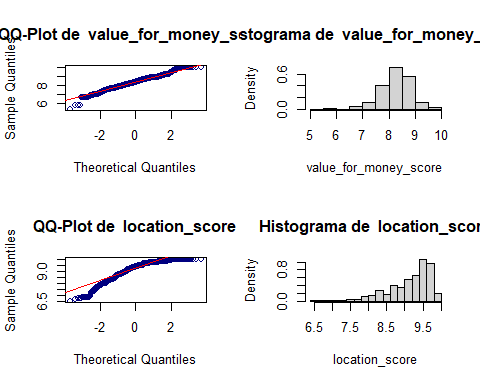 QQ-Plot de value_for_money_s
stograma de value_for_money_
Sample Quantiles
6 8
-2 0 2
Theoretical Quantiles
Density
0.0 0.6
5 6 7 8 9 10
value_for_money_score
QQ-Plot de location_score
Histograma de location_scor
Sample Quantiles
6.5 9.0
-2 0 2
Theoretical Quantiles
Density
0.0 0.8
6.5 7.5 8.5 9.5
location_score